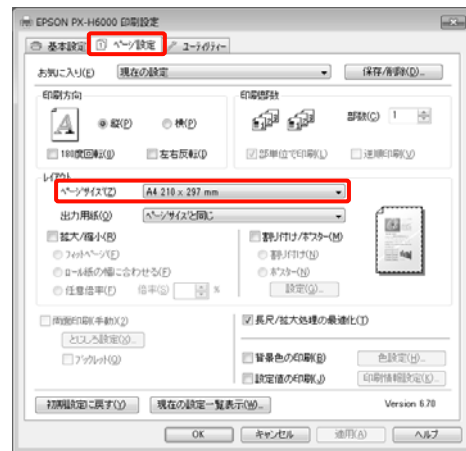 EPSON PX-H6000 印刷設定
基本設定 ページ設定 ユーティリティー
お気に入り(E) 現在の設定 保存/削除(D)...
印刷方向
縦(P) 横(P)
180度回転(0) 左右反転(I)
印刷部数
部数(C) 1
部単位で印刷(L) 逆順印刷(V)
レイアウト
ページサイズ(Z) A4 210 x 297 mm
出力用紙(O) ページサイズと同じ
拡大/縮小(R)
フィットページ(E)
ロール紙の幅に合わせる(F)
任意倍率(F) 倍率(S) %
割り付け/ポスター(M)
割り付け(N)
ポスター(N)
設定(G)...
両面印刷(手動)(2)
とじしろ設定(X)...
ブックレット(Q)
長尺/拡大処理の最適化(T)
背景色の印刷(B) 色設定(H)...
設定値の印刷(J) 印刷情報設定(K)...
初期設定に戻す(Y) 現在の設定一覧表示(W)... Version 6.70
OK キャンセル 適用(A) ヘルプ